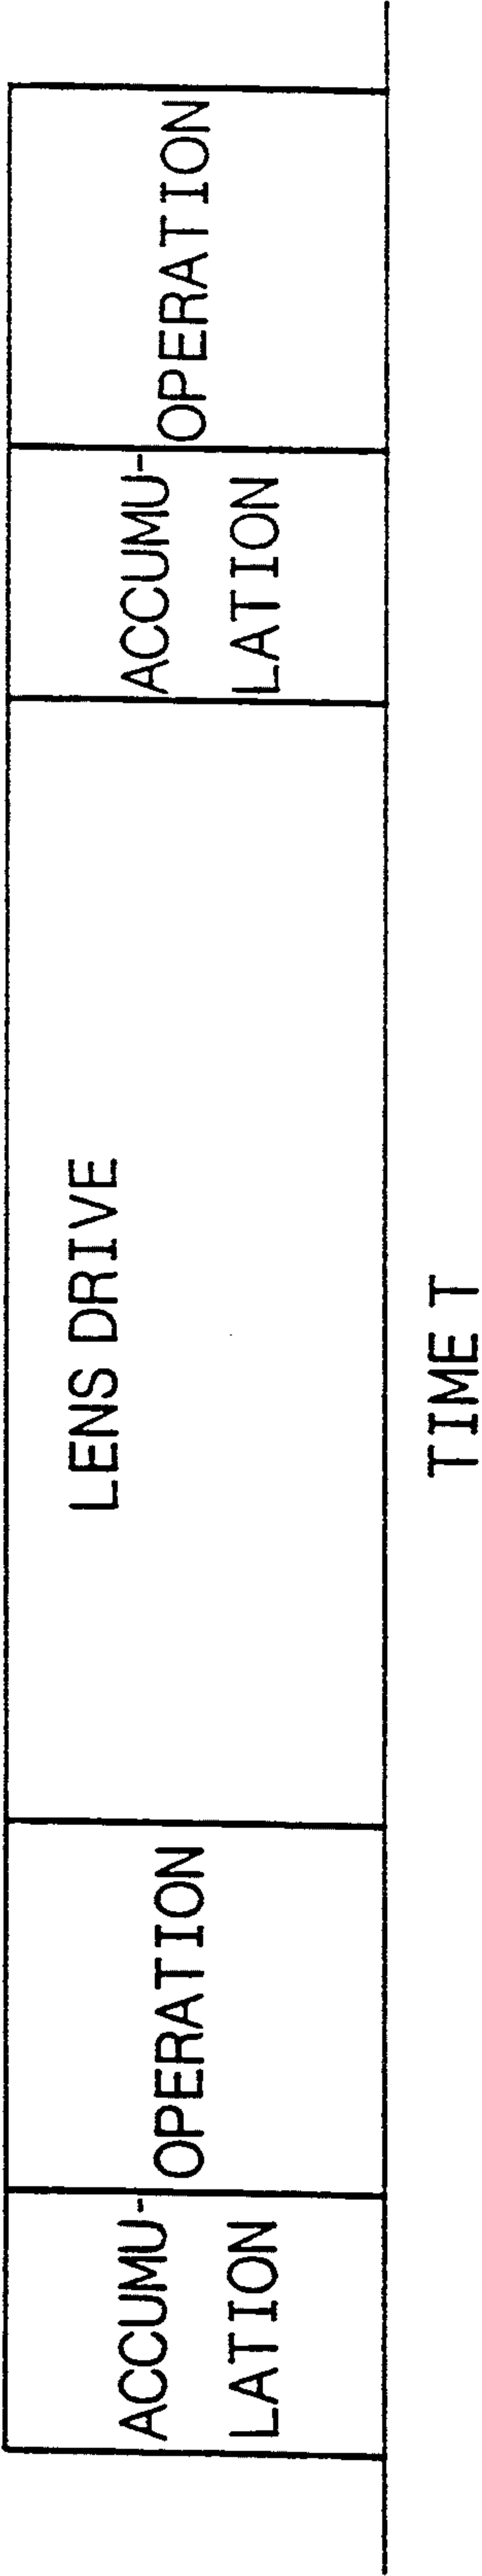 ACCUMU-
LATION
OPERATION
LENS DRIVE
ACCUMU-
LATION
OPERATION
TIME T